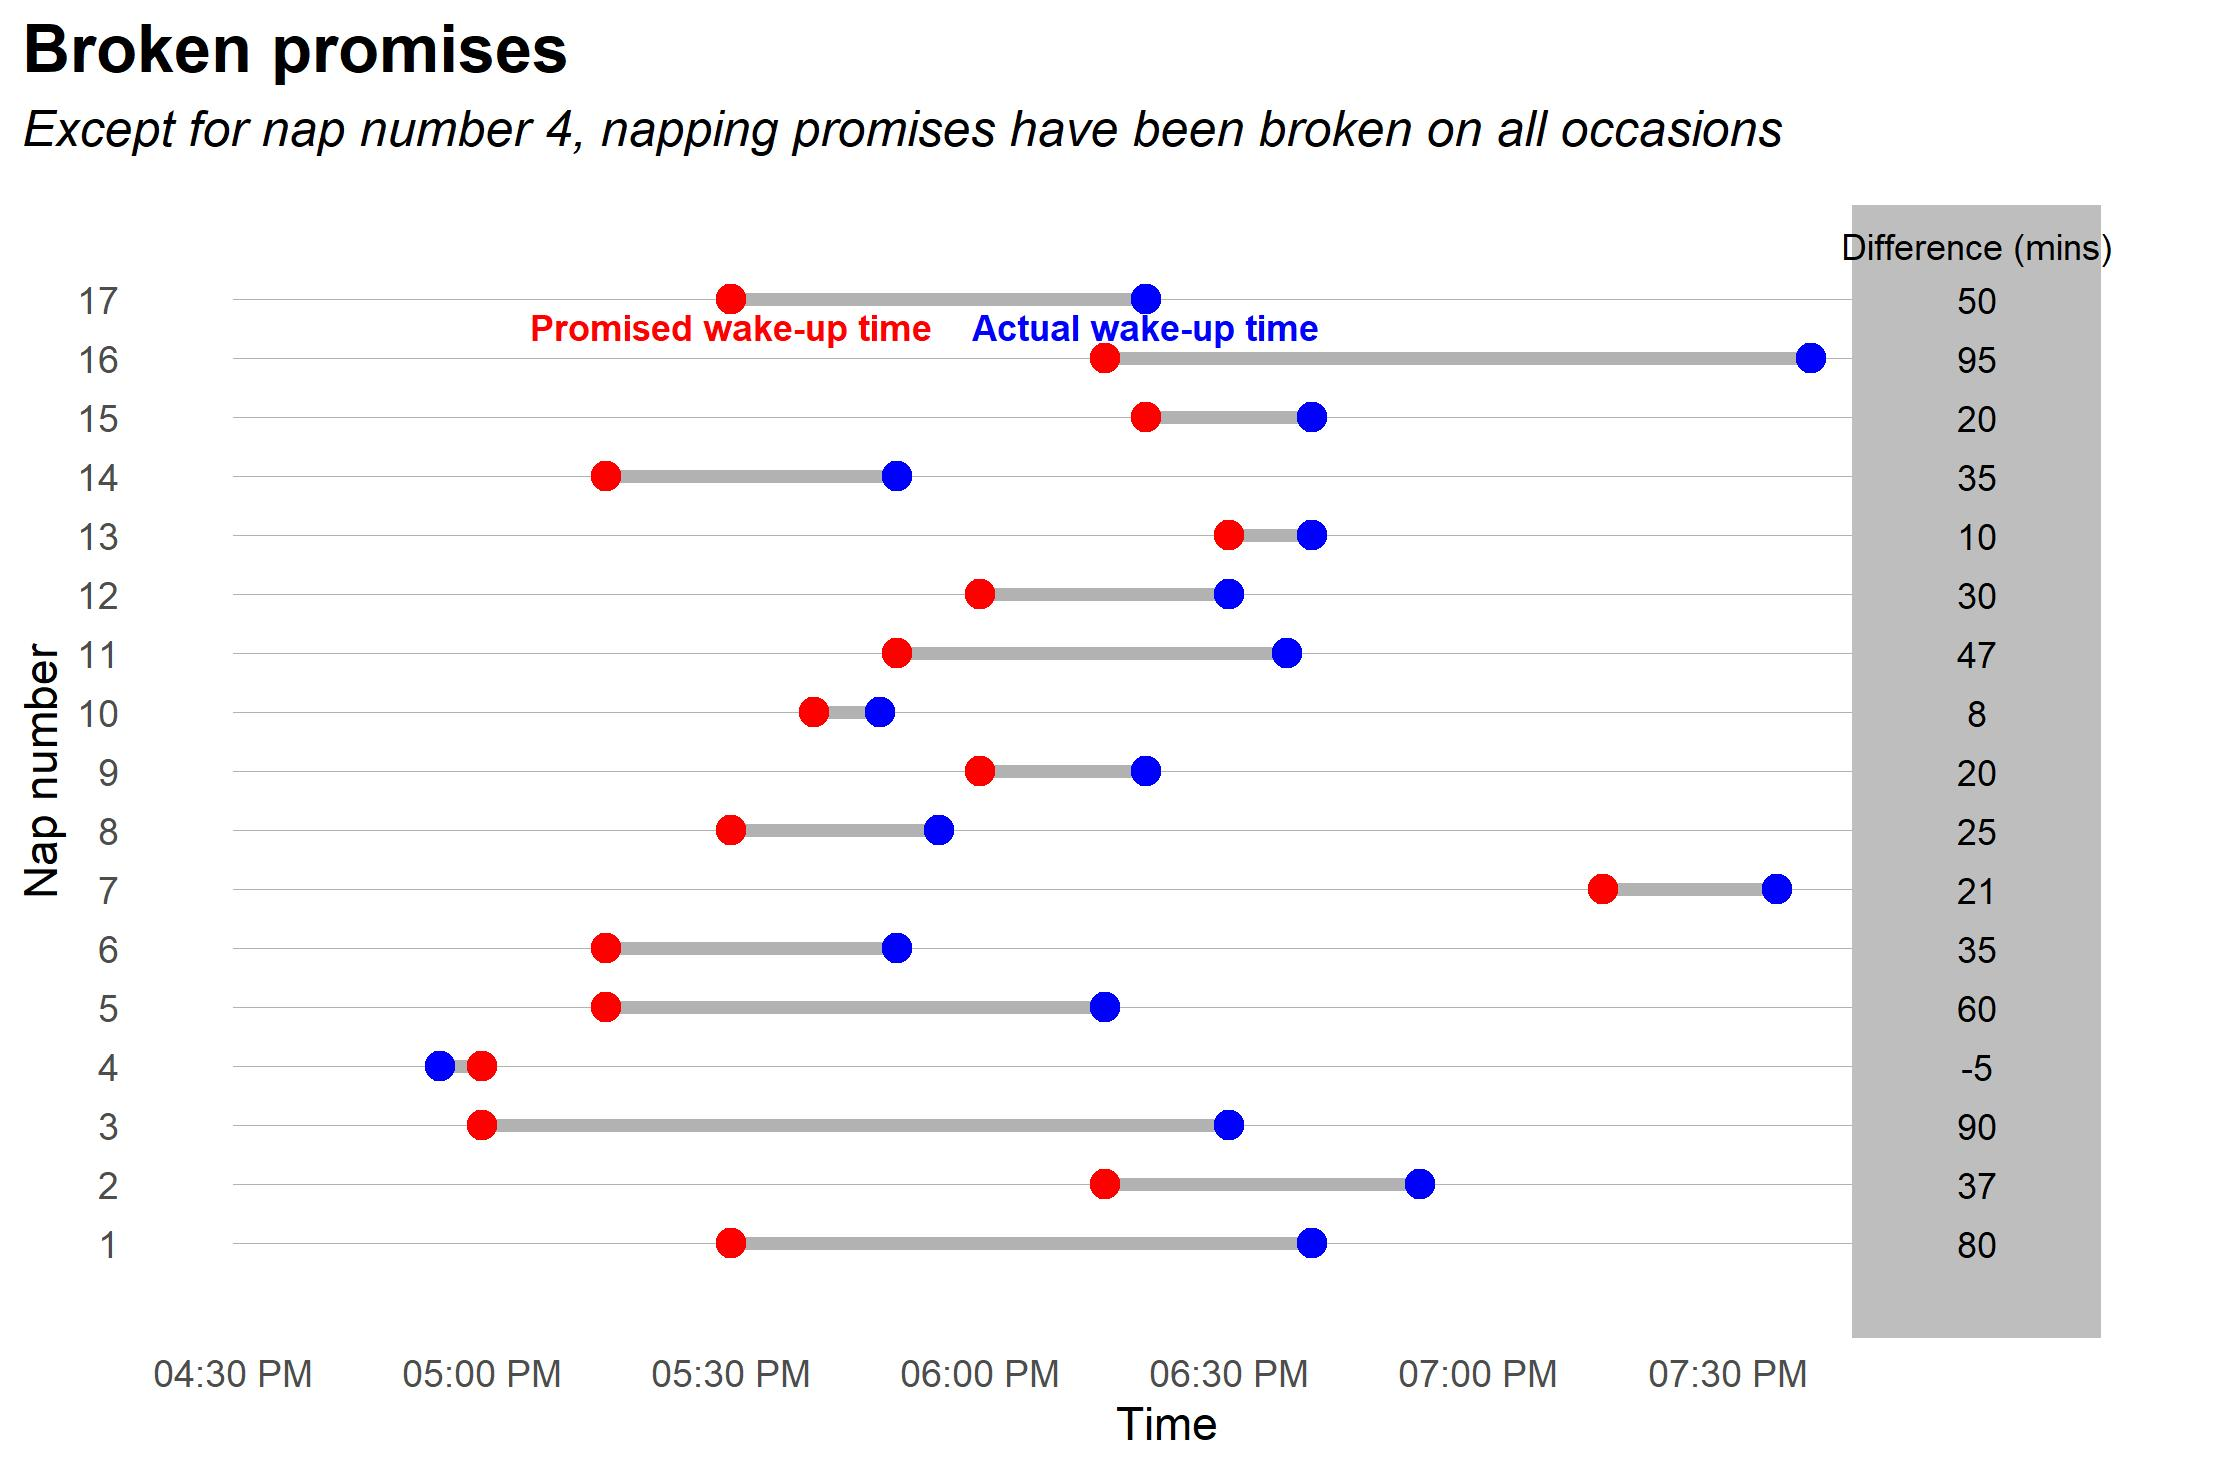 Broken promises
Except for nap number 4, napping promises have been broken on all occasions
Difference (mins)
17 50
Promised wake-up time Actual wake-up time
16 95
15 20
14 35
13 10
12 30
11 47
10 8
9 20
8 25
7 21
6 35
5 60
4 -5
3 90
2 37
1 80
Nap number
04:30 PM 05:00 PM 05:30 PM 06:00 PM 06:30 PM 07:00 PM 07:30 PM
Time